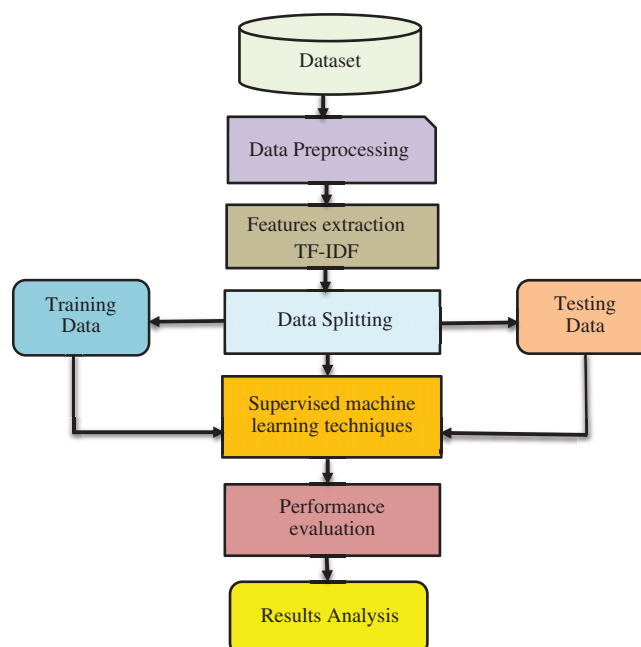 Dataset
Data Preprocessing
Features extraction
TF-IDF
Training
Data
Data Splitting
Testing
Data
Supervised machine
learning techniques
Performance
evaluation
Results Analysis